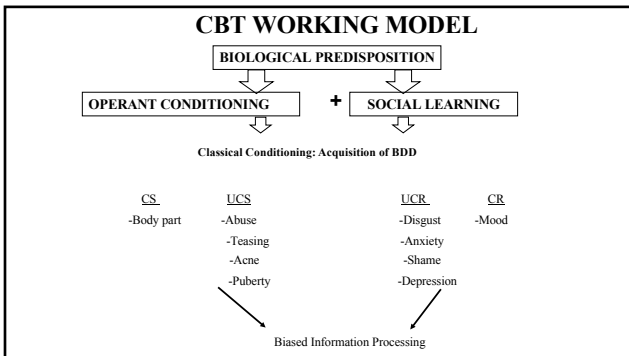 CBT WORKING MODEL
BIOLOGICAL PREDISPOSITION
OPERANT CONDITIONING + SOCIAL LEARNING
Classical Conditioning: Acquisition of BDD
CS UCS UCR CR
-Body part -Abuse -Disgust -Mood
-Teasing -Anxiety
-Acne -Shame
-Puberty -Depression
Biased Information Processing